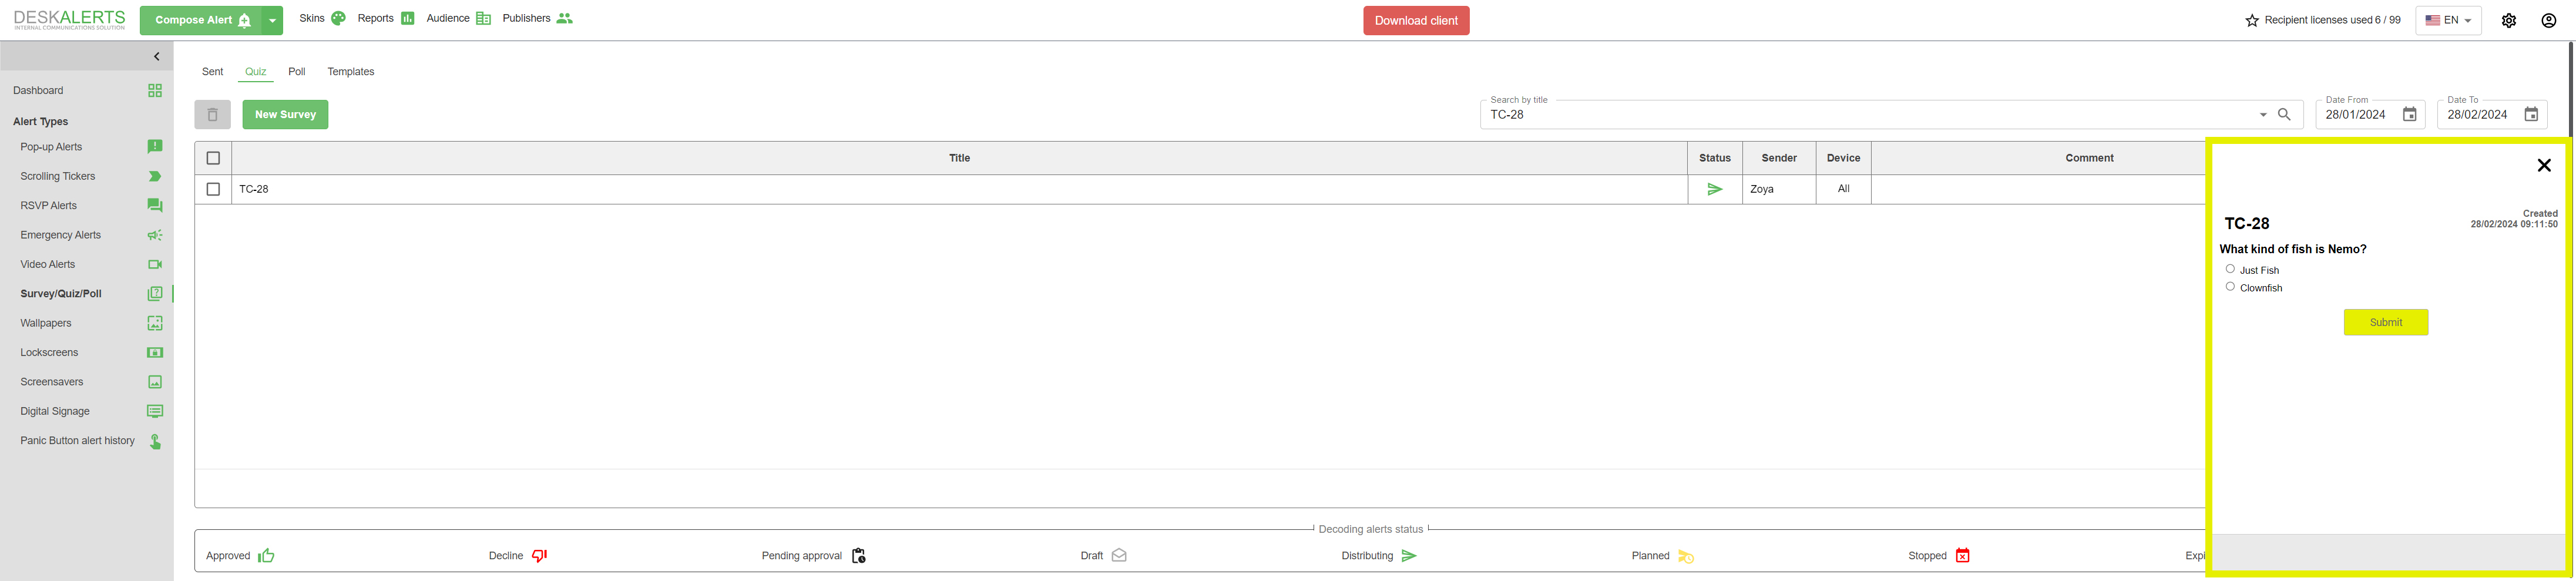 DESKALERTS
INTERNAL COMMUNICATIONS SOLUTION
Compose Alert
Skins
Reports
Audience
Publishers
Download client
Recipient licenses used 6 / 99
EN
Dashboard
Alert Types
Pop-up Alerts
Scrolling Tickers
RSVP Alerts
Emergency Alerts
Video Alerts
Survey/Quiz/Poll
Wallpapers
Lockscreens
Screensavers
Digital Signage
Panic Button alert history
Sent
Quiz
Poll
Templates
New Survey
Search by title
TC-28
Date From
28/01/2024
Date To
28/02/2024
Title
Status
Sender
Device
Comment
TC-28
Zoya
All
Decoding alerts status
Approved
Decline
Pending approval
Draft
Distributing
Planned
Stopped
Expi
Created
28/02/2024 09:11:50
TC-28
What kind of fish is Nemo?
Just Fish
Clownfish
Submit